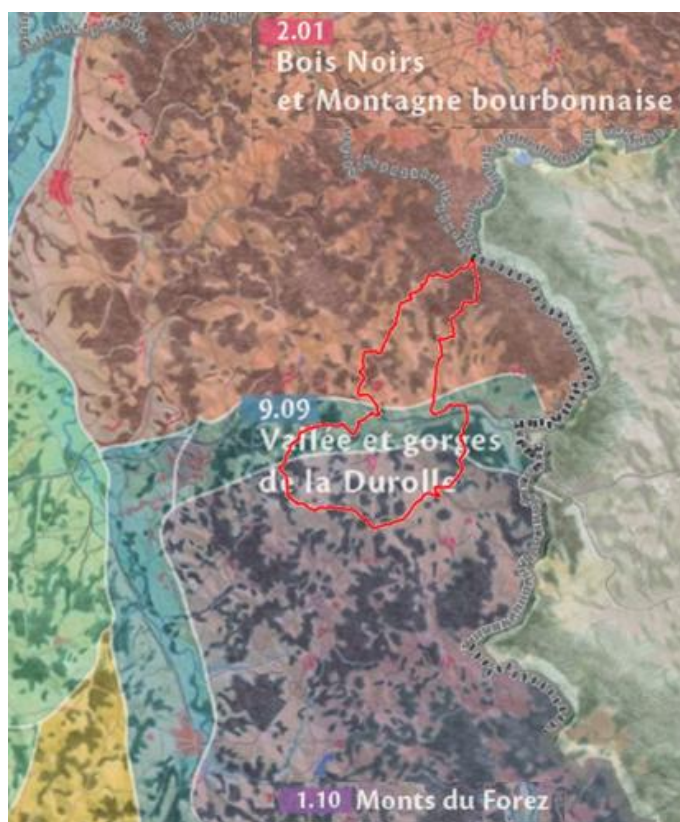 2.01
Bois Noirs
et Montagne bourbonnaise
9.09
Vallée et gorges
de la Durolle
1.10 Monts du Forez